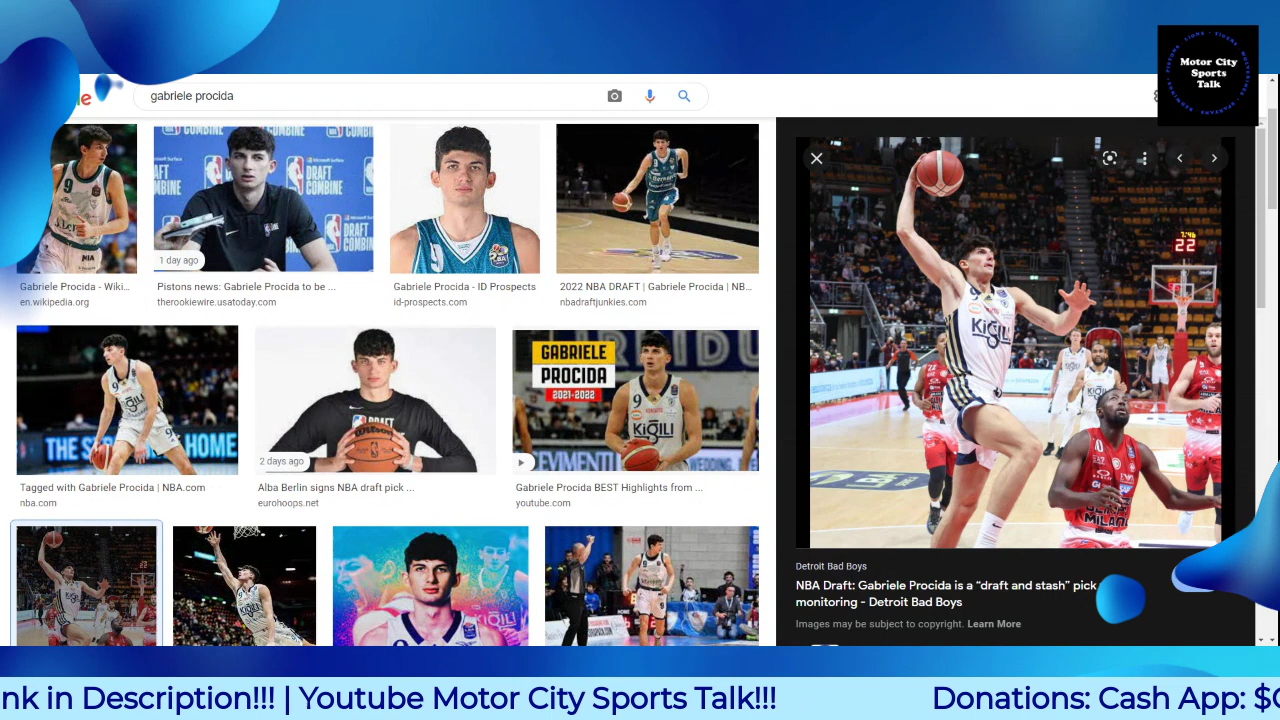 Motor City
Sports
Talk
gabriele procida
1 day ago
Gabriele Procida - Wiki...
en.wikipedia.org
Pistons news: Gabriele Procida to be ...
therookiewire.usatoday.com
Gabriele Procida - ID Prospects
id-prospects.com
2022 NBA DRAFT | Gabriele Procida | NB...
nbadraftjunkies.com
GABRIELE
PROCIDA
2021-2022
2 days ago
Tagged with Gabriele Procida | NBA.com
nba.com
Alba Berlin signs NBA draft pick ...
eurohoops.net
Gabriele Procida BEST Highlights from ...
youtube.com
7:46
22
KIGILI
Detroit Bad Boys
NBA Draft: Gabriele Procida is a “draft and stash” pick
monitoring - Detroit Bad Boys
Images may be subject to copyright. Learn More
nk in Description!!! | Youtube Motor City Sports Talk!!!
Donations: Cash App: